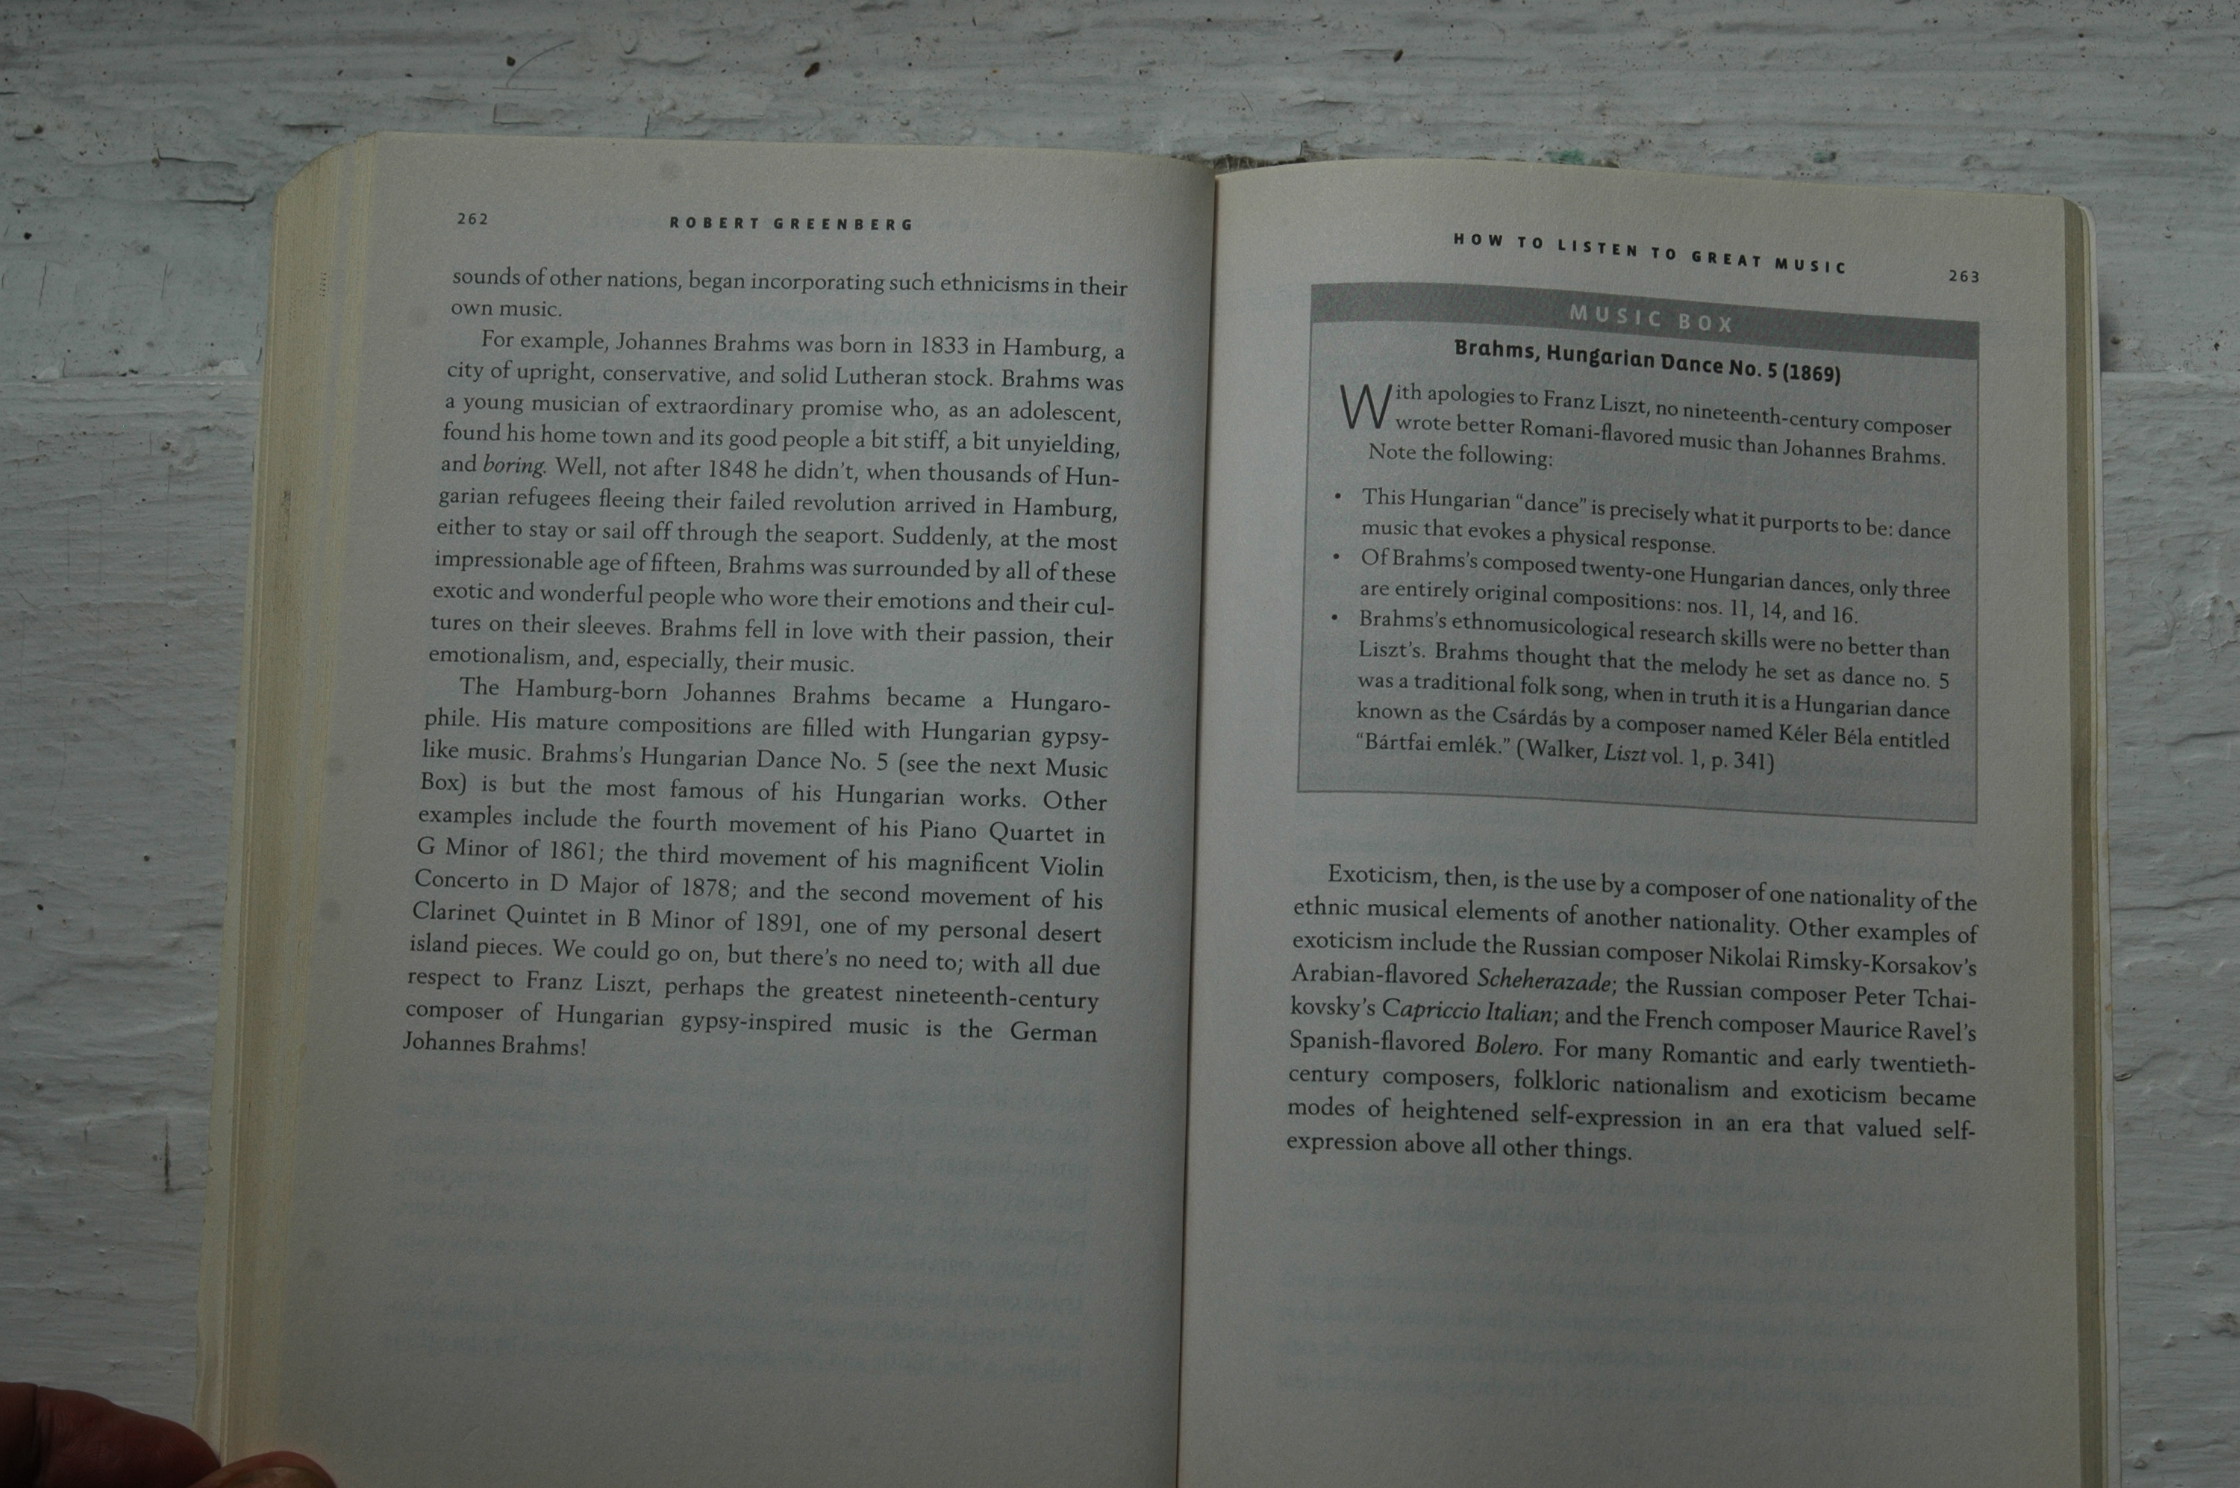 262
ROBERT GREENBERG
sounds of other nations, began incorporating such ethnicisms in their
own music.
For example, Johannes Brahms was born in 1833 in Hamburg, a
city of upright, conservative, and solid Lutheran stock. Brahms was
a young musician of extraordinary promise who, as an adolescent,
found his home town and its good people a bit stiff, a bit unyielding,
and boring. Well, not after 1848 he didn't, when thousands of Hun-
garian refugees fleeing their failed revolution arrived in Hamburg,
either to stay or sail off through the seaport. Suddenly, at the most
impressionable age of fifteen, Brahms was surrounded by all of these
exotic and wonderful people who wore their emotions and their cul-
tures on their sleeves. Brahms fell in love with their passion, their
emotionalism, and, especially, their music.
The Hamburg-born Johannes Brahms became a Hungaro-
phile. His mature compositions are filled with Hungarian gypsy-
like music. Brahms's Hungarian Dance No. 5 (see the next Music
Box) is but the most famous of his Hungarian works. Other
examples include the fourth movement of his Piano Quartet in
G Minor of 1861; the third movement of his magnificent Violin
Concerto in D Major of 1878; and the second movement of his
Clarinet Quintet in B Minor of 1891, one of my personal desert
island pieces. We could go on, but there's no need to; with all due
respect to Franz Liszt, perhaps the greatest nineteenth-century
composer of Hungarian gypsy-inspired music is the German
Johannes Brahms!
HOW TO LISTEN TO GREAT MUSIC
263
MUSIC BOX
Brahms, Hungarian Dance No. 5 (1869)
With apologies to Franz Liszt, no nineteenth-century composer
wrote better Romani-flavored music than Johannes Brahms.
Note the following:
• This Hungarian "dance" is precisely what it purports to be: dance
music that evokes a physical response.
• Of Brahms's composed twenty-one Hungarian dances, only three
are entirely original compositions: nos. 11, 14, and 16.
• Brahms's ethnomusicological research skills were no better than
Liszt's. Brahms thought that the melody he set as dance no. 5
was a traditional folk song, when in truth it is a Hungarian dance
known as the Csárdás by a composer named Kéler Béla entitled
"Bártfai emlék." (Walker, Liszt vol. 1, p. 341)
Exoticism, then, is the use by a composer of one nationality of the
ethnic musical elements of another nationality. Other examples of
exoticism include the Russian composer Nikolai Rimsky-Korsakov's
Arabian-flavored Scheherazade; the Russian composer Peter Tchai-
kovsky's Capriccio Italian; and the French composer Maurice Ravel's
Spanish-flavored Bolero. For many Romantic and early twentieth-
century composers, folkloric nationalism and exoticism became
modes of heightened self-expression in an era that valued self-
expression above all other things.